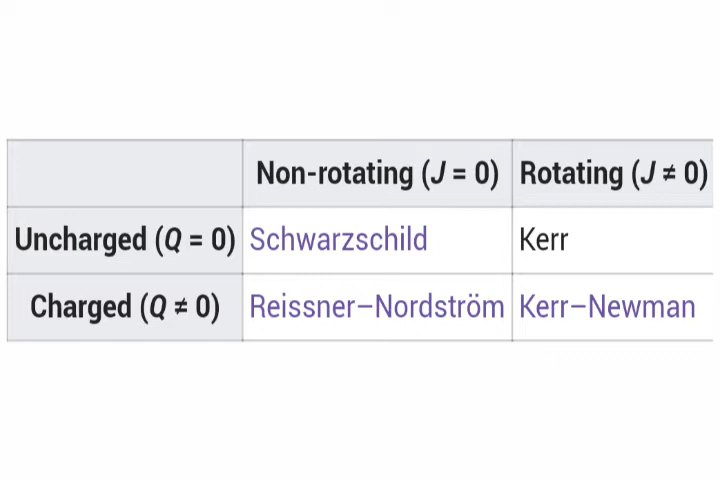 Non-rotating (J = 0) Rotating (J ≠ 0)
Uncharged (Q = 0) Schwarzschild Kerr
Charged (Q ≠ 0) Reissner–Nordström Kerr–Newman